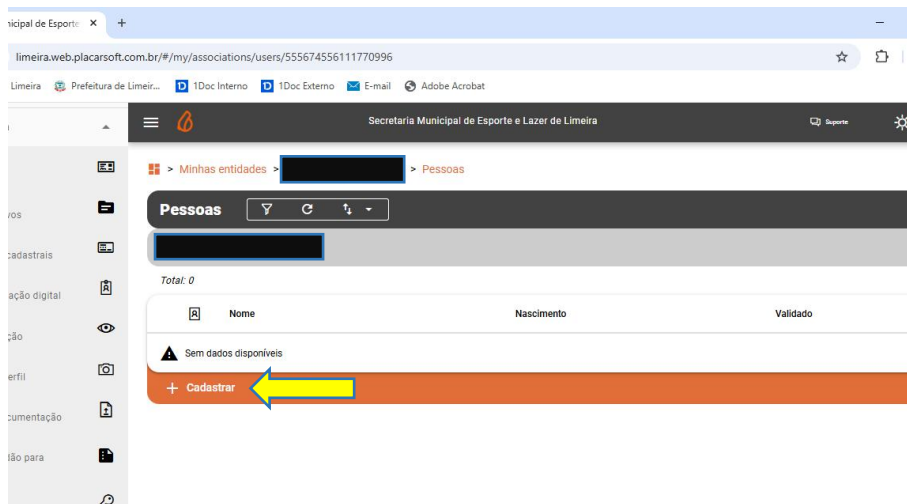 nicipal de Esporte × +
limeira.web.placarsoft.com.br/#/my/associations/users/555674556111770996
Limeira Prefeitura de Limeir... 1Doc Interno 1Doc Externo E-mail Adobe Acrobat
Secretaria Municipal de Esporte e Lazer de Limeira Suporte
> Minhas entidades > > Pessoas
vos
Pessoas
cadastrais
Total: 0
ação digital
Nome Nascimento Validado
ção
Sem dados disponíveis
erfil
+ Cadastrar
cumentação
dão para